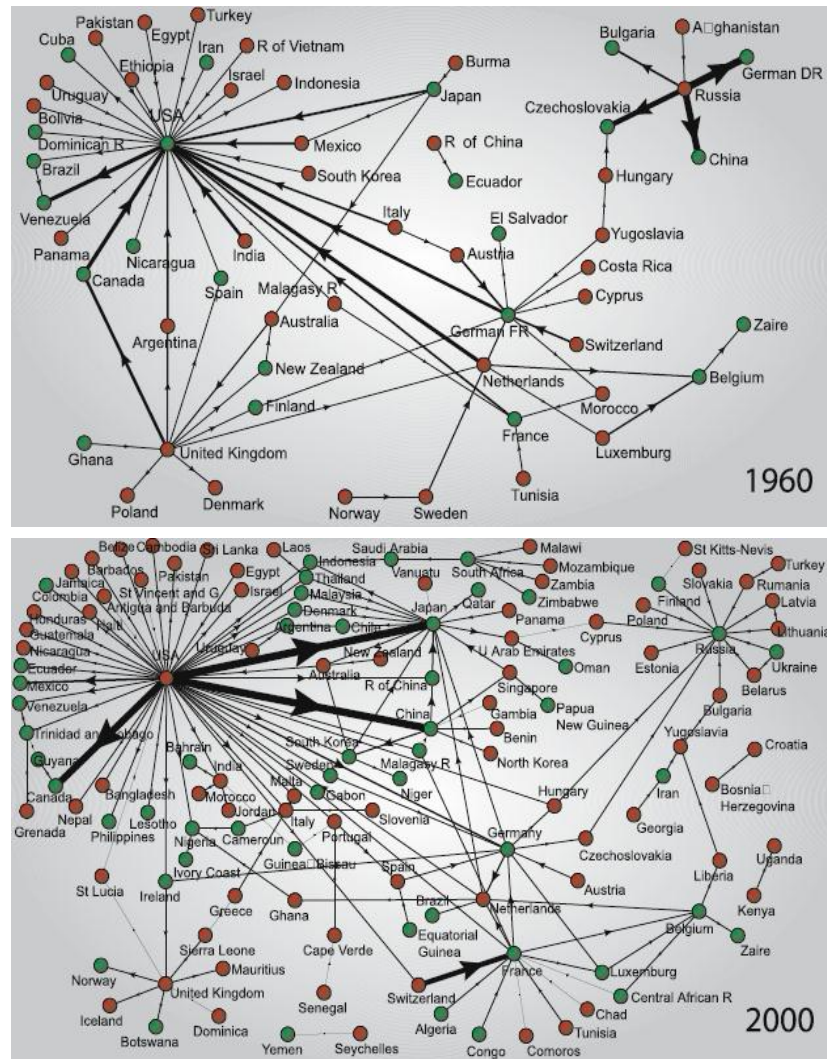 Pakistan
Turkey
Cuba
Egypt
Iran
R of Vietnam
Ethiopia
Israel
Indonesia
Uruguay
USA
Bolivia
Dominican R
Mexico
Brazil
South Korea
Venezuela
Panama
Nicaragua
India
Canada
Spain
Malagasy R
Argentina
Australia
New Zealand
Finland
United Kingdom
Ghana
Poland
Denmark
Burma
Japan
R of China
Ecuador
Italy
El Salvador
Austria
German FR
Netherlands
France
Norway
Sweden
Tunisia
Bulgaria
A□ghanistan
German DR
Russia
Czechoslovakia
China
Hungary
Yugoslavia
Costa Rica
Cyprus
Switzerland
Zaire
Belgium
Morocco
Luxemburg
1960
Belize
Cambodia
Sri Lanka
Laos
Indonesia
Saudi Arabia
Malawi
St Kitts-Nevis
Barbados
Pakistan
Egypt
Thailand
Vanuatu
South Africa
Mozambique
Slovakia
Turkey
Jamaica
Colombia
St Vincent and G
Israel
Malaysia
Zambia
Rumania
Antigua and Barbuda
Denmark
Japan
Qatar
Zimbabwe
Finland
Latvia
Honduras
Haiti
Argentina
Chile
Panama
Poland
Lithuania
Guatemala
Uruguay
New Zealand
U Arab Emirates
Cyprus
Russia
Nicaragua
USA
Australia
Oman
Estonia
Ukraine
Ecuador
R of China
Singapore
Belarus
Mexico
Papua
New Guinea
Bulgaria
Venezuela
China
Gambia
Trinidad and Tobago
South Korea
Benin
Yugoslavia
Croatia
Guyana
Bahrain
Sweden
Malagasy R
North Korea
Canada
India
Malta
Gabon
Niger
Hungary
Iran
Bosnia□
Herzegovina
Bangladesh
Morocco
Grenada
Nepal
Lesotho
Jordan
Italy
Portugal
Slovenia
Georgia
Philippines
Nigeria
Cameroun
Germany
Czechoslovakia
Ivory Coast
Guinea□Bissau
Uganda
St Lucia
Ireland
Spain
Austria
Liberia
Greece
Ghana
Brazil
Netherlands
Kenya
Sierra Leone
Cape Verde
Equatorial
Guinea
Belgium
Zaire
Norway
Mauritius
France
Luxemburg
United Kingdom
Switzerland
Central African R
Iceland
Senegal
Chad
Dominica
Algeria
Tunisia
Botswana
Yemen
Seychelles
Congo
Comoros
2000